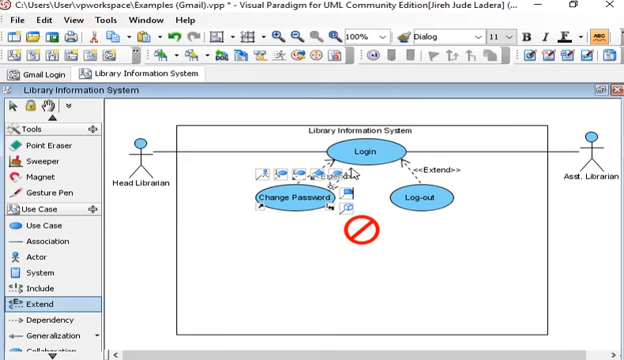 C:\Users\User\vpworkspace\Examples (Gmail).vpp * - Visual Paradigm for UML Community Edition[Jireh Jude Ladera] (...
File Edit View Tools Window Help
100% Dialog 11 B I F ABC
Gmail Login Library Information System
Library Information System
Tools
Point Eraser
Sweeper
Magnet
Gesture Pen
Use Case
Use Case
Association
Actor
System
Include
Extend
Dependency
Generalization
Collaboration
Library Information System
Login
<<Extend>>
Head Librarian
Asst. Librarian
Change Password
Log-out